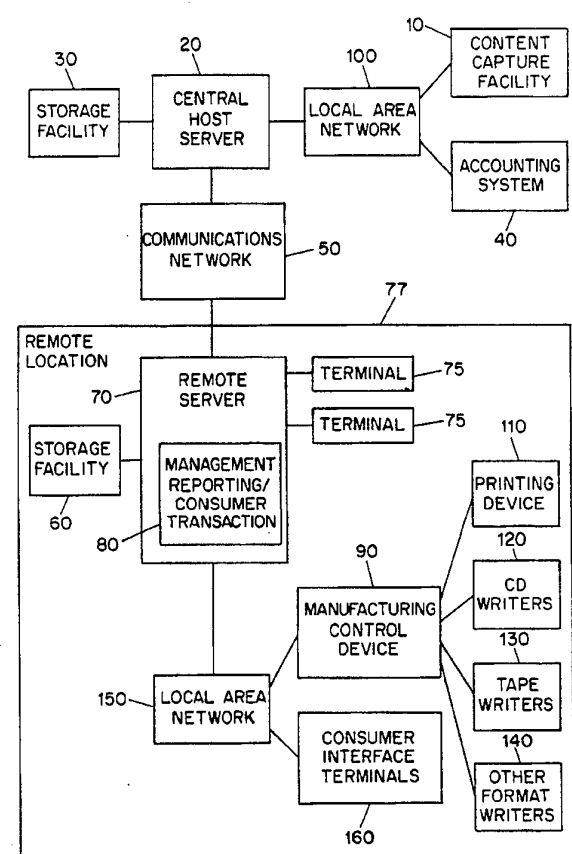 10
CONTENT
CAPTURE
FACILITY
30
20
100
STORAGE
FACILITY
CENTRAL
HOST
SERVER
LOCAL AREA
NETWORK
ACCOUNTING
SYSTEM
40
COMMUNICATIONS
NETWORK
50
77
REMOTE
LOCATION
70
REMOTE
SERVER
TERMINAL
75
TERMINAL
75
STORAGE
FACILITY
60
MANAGEMENT
REPORTING/
CONSUMER
TRANSACTION
80
110
PRINTING
DEVICE
90
120
MANUFACTURING
CONTROL
DEVICE
CD
WRITERS
130
TAPE
WRITERS
150
LOCAL AREA
NETWORK
CONSUMER
INTERFACE
TERMINALS
160
140
OTHER
FORMAT
WRITERS